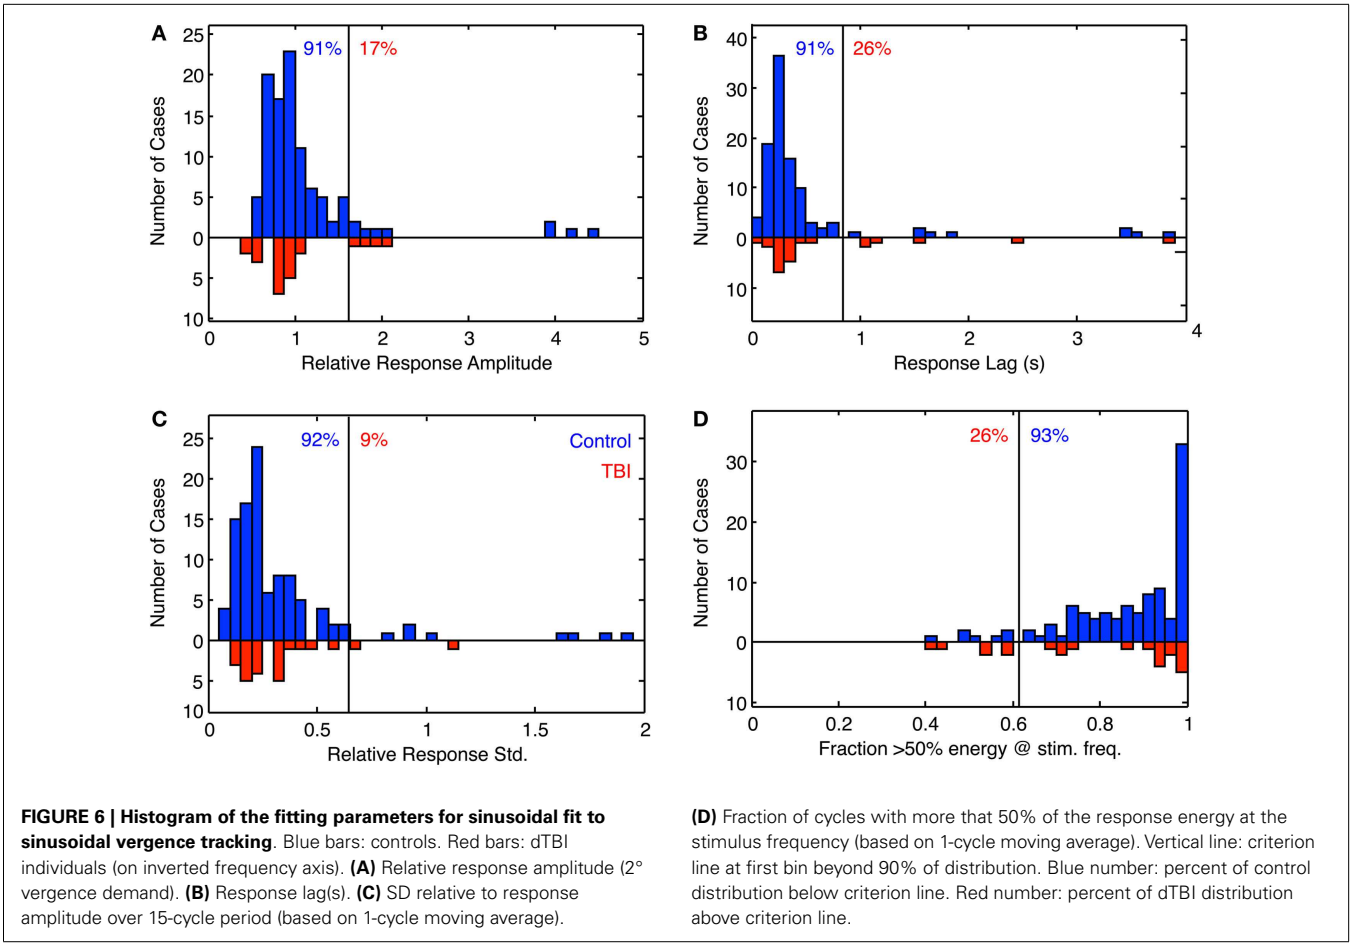 A
25
20
15
10
5
0
5
10
Number of Cases
91%
17%
0
1
2
3
4
5
Relative Response Amplitude
B
40
30
20
10
0
10
Number of Cases
91%
26%
0
1
2
3
4
Response Lag (s)
C
25
20
15
10
5
0
5
10
Number of Cases
92%
9%
Control
TBI
0
0.5
1
1.5
2
Relative Response Std.
D
30
20
10
0
10
Number of Cases
26%
93%
0
0.2
0.4
0.6
0.8
1
Fraction >50% energy @ stim. freq.
FIGURE 6 | Histogram of the fitting parameters for sinusoidal fit to
sinusoidal vergence tracking. Blue bars: controls. Red bars: dTBI
individuals (on inverted frequency axis). (A) Relative response amplitude (2°
vergence demand). (B) Response lag(s). (C) SD relative to response
amplitude over 15-cycle period (based on 1-cycle moving average).
(D) Fraction of cycles with more that 50% of the response energy at the
stimulus frequency (based on 1-cycle moving average). Vertical line: criterion
line at first bin beyond 90% of distribution. Blue number: percent of control
distribution below criterion line. Red number: percent of dTBI distribution
above criterion line.